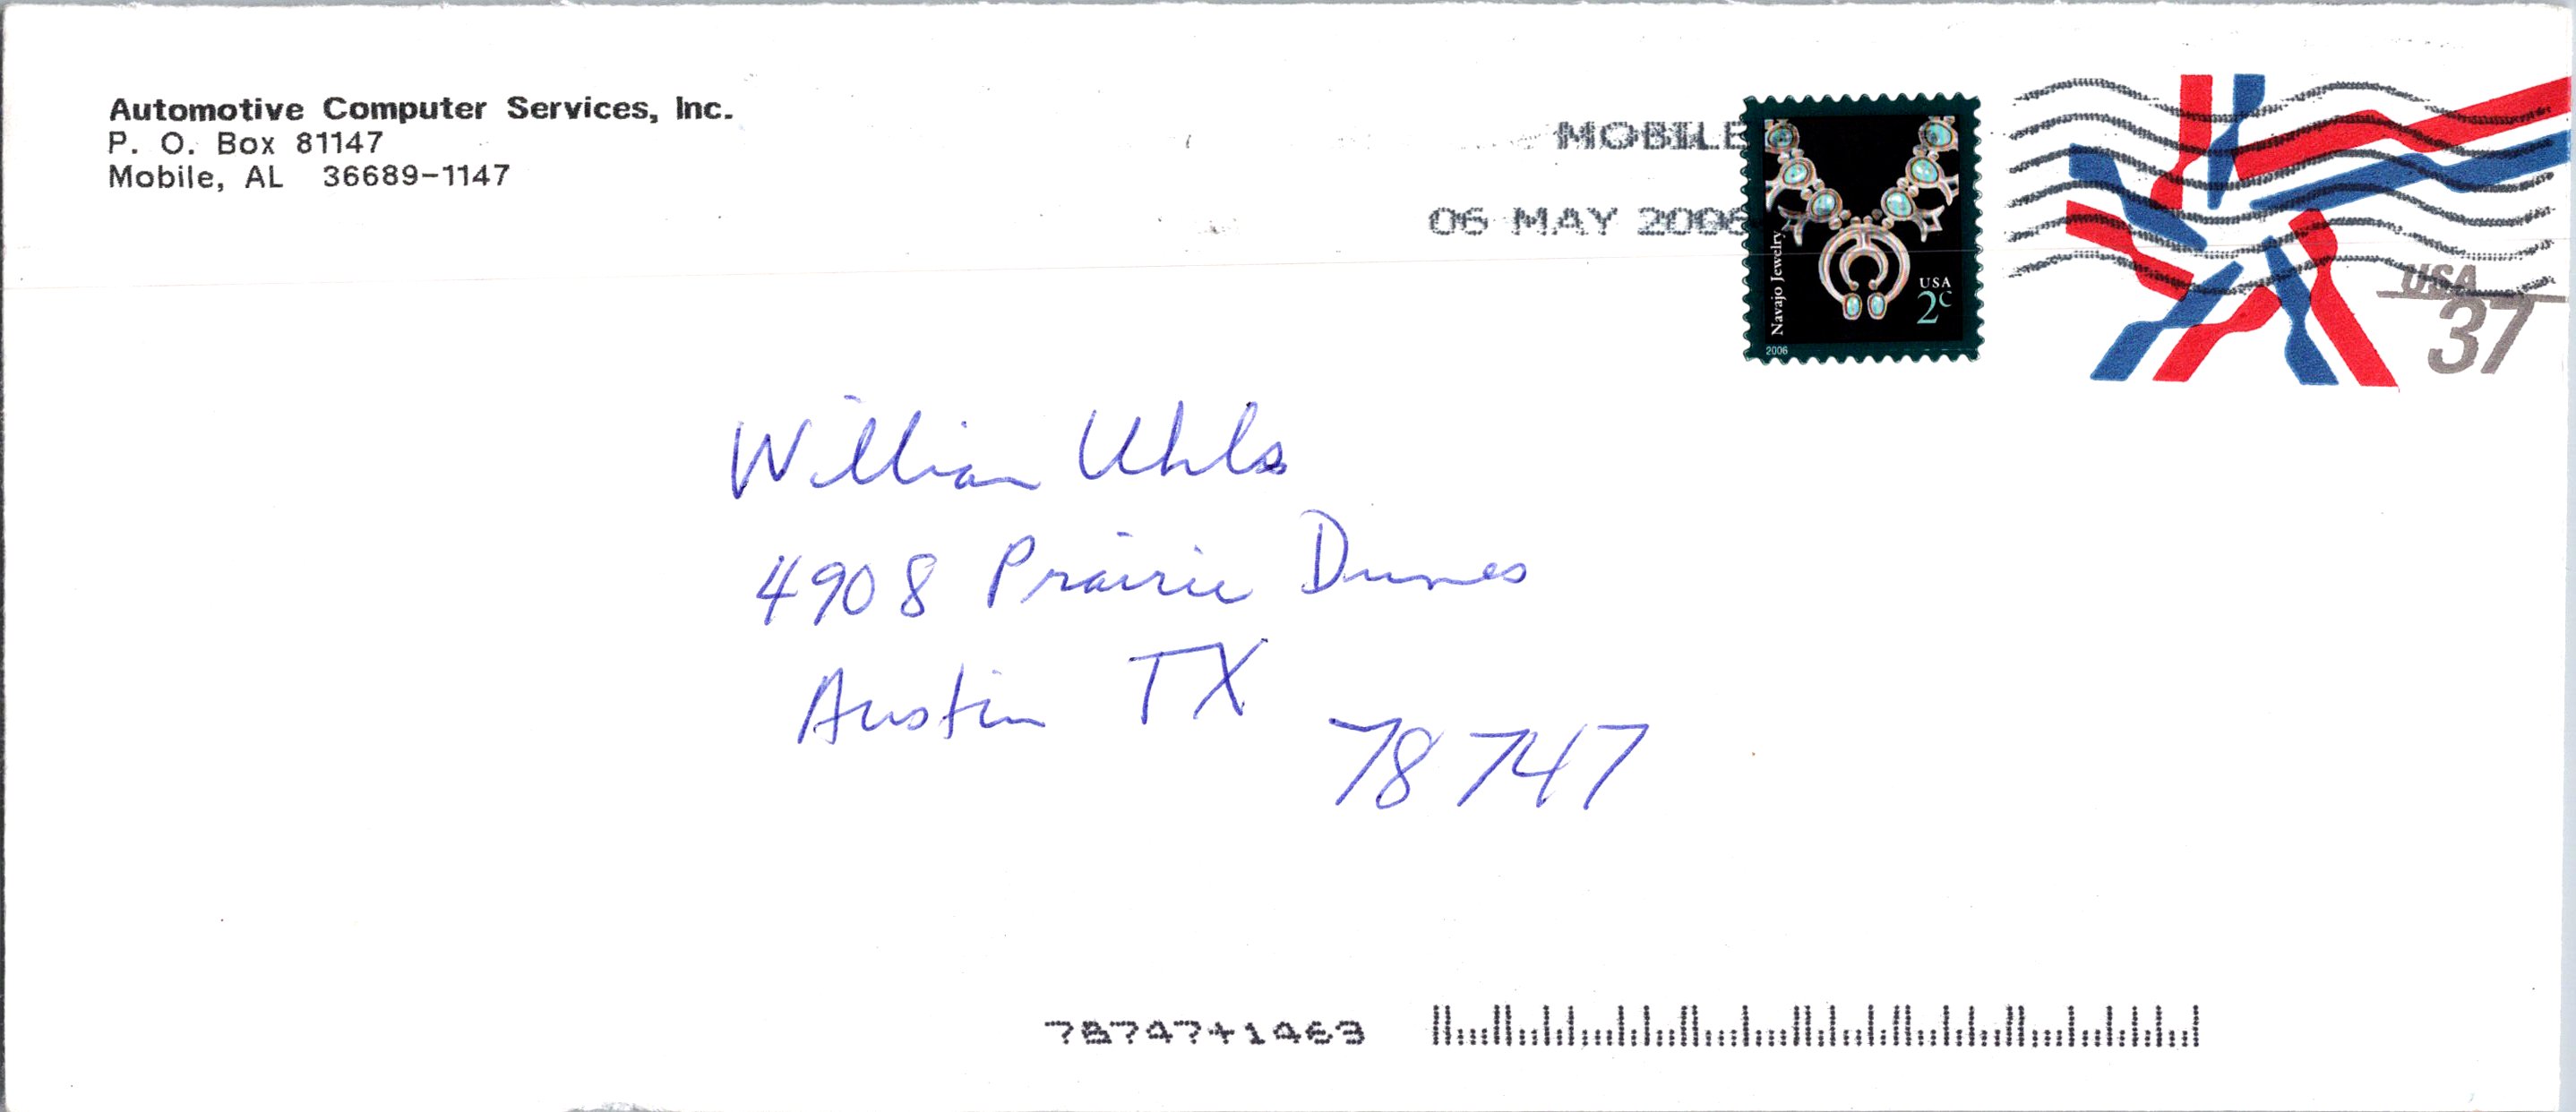 Automotive Computer Services, Inc.
P. O. Box 81147
Mobile, AL 36689-1147
MOBILE
06 MAY 2006
Navajo Jewelry
USA
2c
2006
USA
37
William Uhls
4908 Prairie Dunes
Austin TX
78747
78747+1463